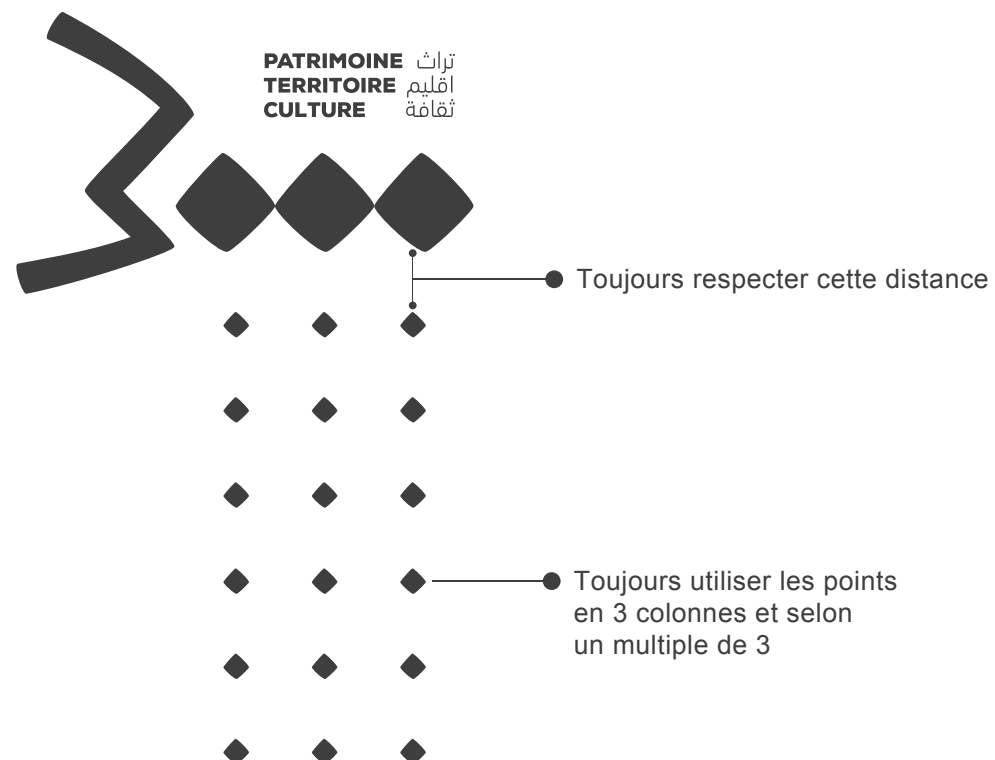 PATRIMOINE تراث
TERRITOIRE اقليم
CULTURE ثقافة
Toujours respecter cette distance
Toujours utiliser les points
en 3 colonnes et selon
un multiple de 3